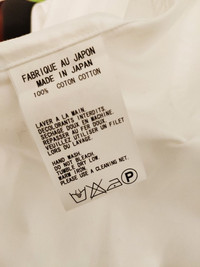 FABRIQUE AU JAPON
MADE IN JAPAN
100% COTON COTTON
LAVER A LA MAIN
DECOLORANTS INTERDITS
SECHAGE DOUX EN MACHINE
REPASSER DOUX
VEUILLEZ UTILISER UN FILET
LORS DU LAVAGE.
HAND WASH.
DO NOT BLEACH.
TUMBLE DRY LOW.
WARM IRON.
PLEASE USE A CLEANING NET.
P